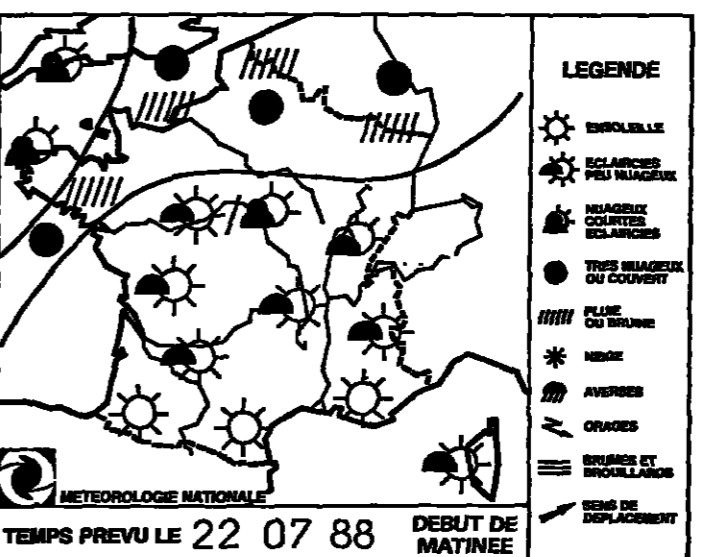 LEGENDE
ENSOLEILLE
ECLAIRCIES
PEU NUAGEUX
NUAGEUX
COURTES
ECLAIRCIES
TRES NUAGEUX
OU COUVERT
PLUIE
OU BRUINE
NEIGE
AVERSES
ORAGES
BRUMES ET
BROUILLARDS
SENS DE
DEPLACEMENT
METEOROLOGIE NATIONALE
TEMPS PREVU LE 22 07 88 DEBUT DE
MATINEE